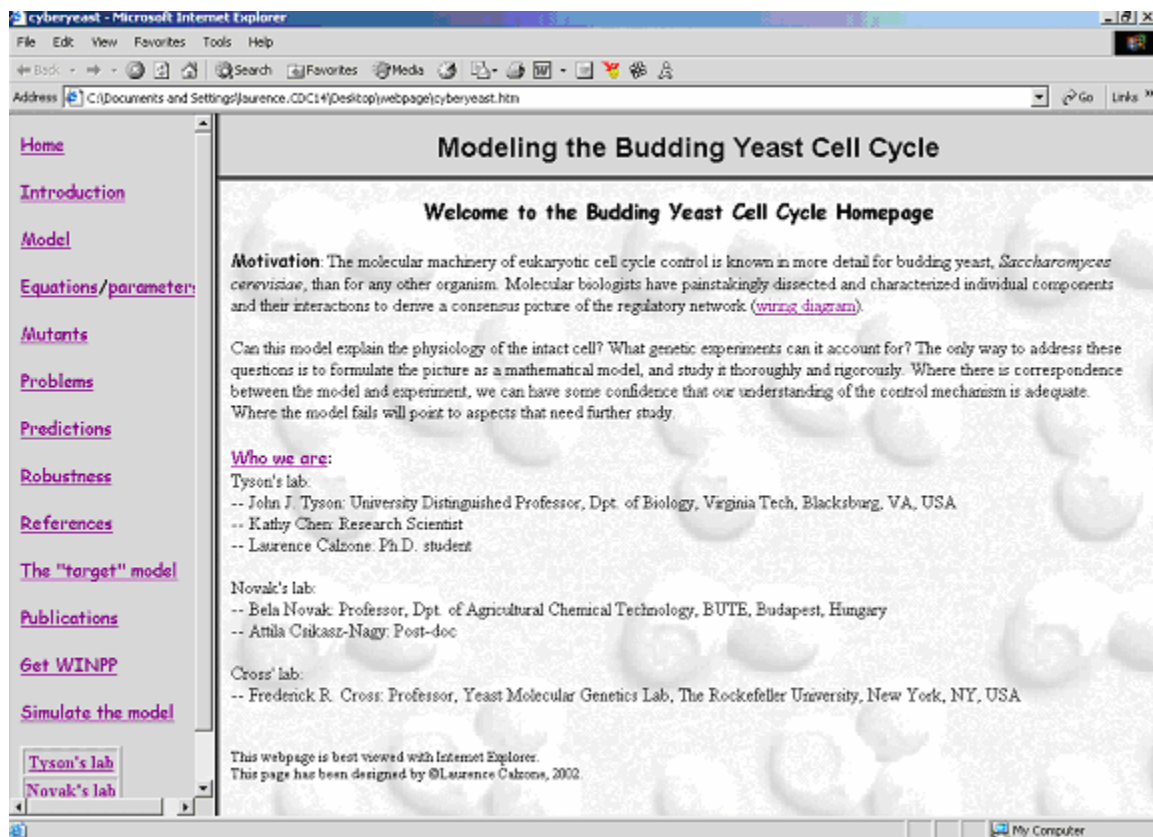 cyberyeast - Microsoft Internet Explorer
File Edit View Favorites Tools Help
Back Search Favorites Media
Address C:\Documents and Settings\laurence.CDC14\Desktop\webpage\cyberyeast.htm Go Links »
Home
Introduction
Model
Equations/parameters
Mutants
Problems
Predictions
Robustness
References
The "target" model
Publications
Get WINPP
Simulate the model
Tyson's lab
Novak's lab
Modeling the Budding Yeast Cell Cycle
Welcome to the Budding Yeast Cell Cycle Homepage
Motivation: The molecular machinery of eukaryotic cell cycle control is known in more detail for budding yeast, Saccharomyces
cerevisiae, than for any other organism. Molecular biologists have painstakingly dissected and characterized individual components
and their interactions to derive a consensus picture of the regulatory network (wiring diagram).
Can this model explain the physiology of the intact cell? What genetic experiments can it account for? The only way to address these
questions is to formulate the picture as a mathematical model, and study it thoroughly and rigorously. Where there is correspondence
between the model and experiment, we can have some confidence that our understanding of the control mechanism is adequate.
Where the model fails will point to aspects that need further study.
Who we are:
Tyson's lab:
-- John J. Tyson: University Distinguished Professor, Dpt. of Biology, Virginia Tech, Blacksburg, VA, USA
-- Kathy Chen: Research Scientist
-- Laurence Calzone: Ph.D. student
Novak's lab:
-- Bela Novak: Professor, Dpt. of Agricultural Chemical Technology, BUTE, Budapest, Hungary
-- Attila Csikasz-Nagy: Post-doc
Cross' lab:
-- Frederick R. Cross: Professor, Yeast Molecular Genetics Lab, The Rockefeller University, New York, NY, USA
This webpage is best viewed with Internet Explorer.
This page has been designed by ©Laurence Calzone, 2002.
My Computer